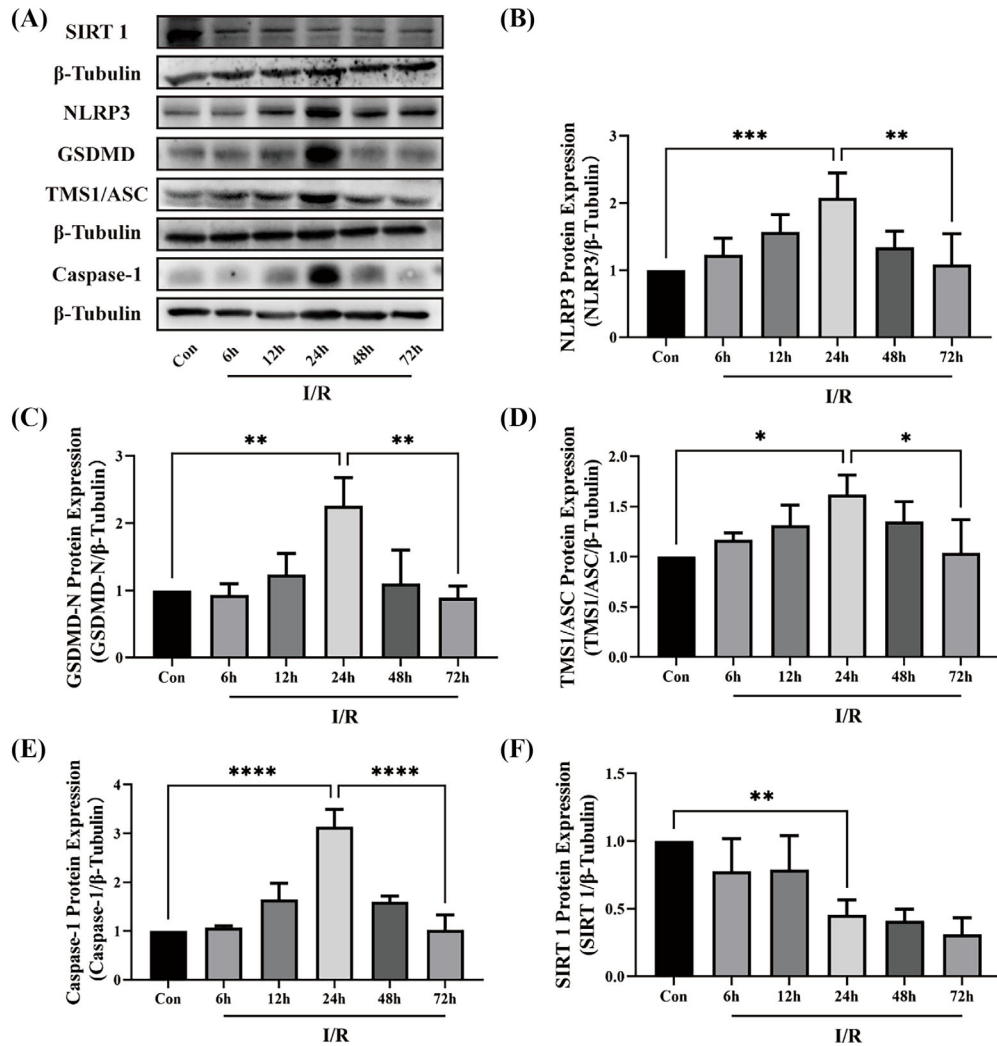 (A)
SIRT 1
β-Tubulin
NLRP3
GSDMD
TMS1/ASC
β-Tubulin
Caspase-1
β-Tubulin
Con 6h 12h 24h 48h 72h
I/R
(B)
NLRP3 Protein Expression
(NLRP3/β-Tubulin)
3
2
1
0
*** **
Con 6h 12h 24h 48h 72h
I/R
(C)
GSDMD-N Protein Expression
(GSDMD-N/β-Tubulin)
3
2
1
0
** **
Con 6h 12h 24h 48h 72h
I/R
(D)
TMS1/ASC Protein Expression
(TMS1/ASC/β-Tubulin)
2.0
1.5
1.0
0.5
0.0
* *
Con 6h 12h 24h 48h 72h
I/R
(E)
Caspase-1 Protein Expression
(Caspase-1/β-Tubulin)
4
3
2
1
0
**** ****
Con 6h 12h 24h 48h 72h
I/R
(F)
SIRT 1 Protein Expression
(SIRT 1/β-Tubulin)
1.5
1.0
0.5
0.0
**
Con 6h 12h 24h 48h 72h
I/R